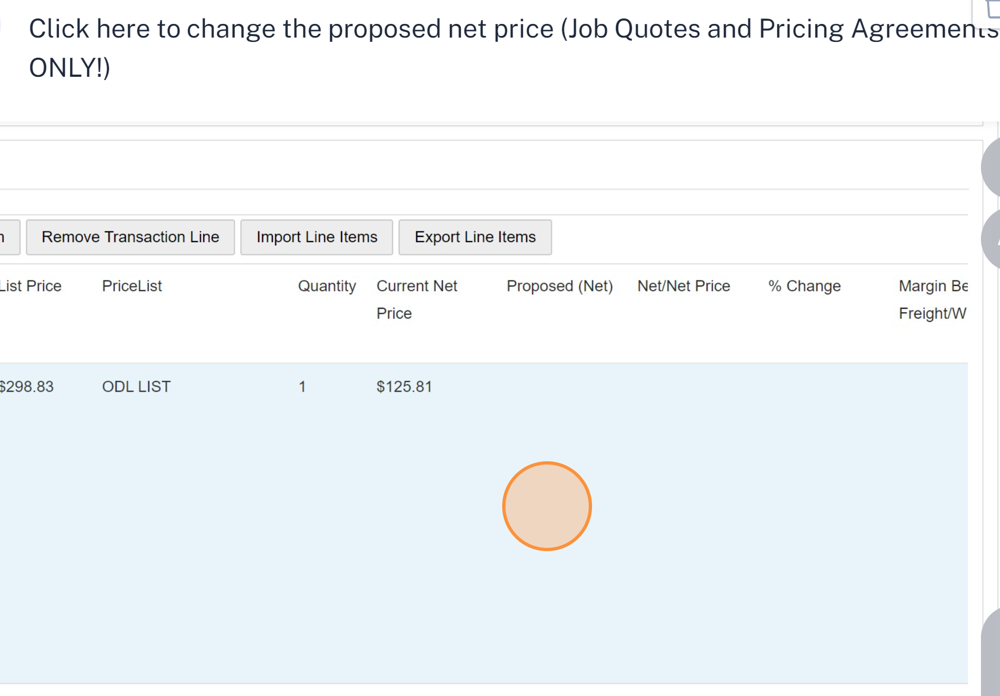 Click here to change the proposed net price (Job Quotes and Pricing Agreements
ONLY!)
Remove Transaction Line Import Line Items Export Line Items
List Price PriceList Quantity Current Net Proposed (Net) Net/Net Price % Change Margin Be
Price Freight/W
$298.83 ODL LIST 1 $125.81